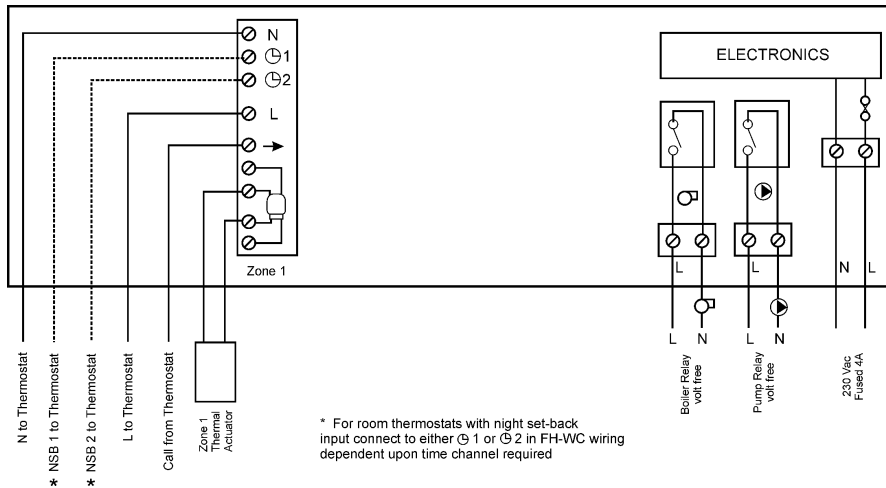 N
1
2
L
Zone 1
ELECTRONICS
L
L
N
L
L
N
L
N
N to Thermostat
* NSB 1 to Thermostat
* NSB 2 to Thermostat
L to Thermostat
Call from Thermostat
Zone 1
Thermal
Actuator
Boiler Relay
volt free
Pump Relay
volt free
230 Vac
Fused 4A
* For room thermostats with night set-back
input connect to either 1 or 2 in FH-WC wiring
dependent upon time channel required